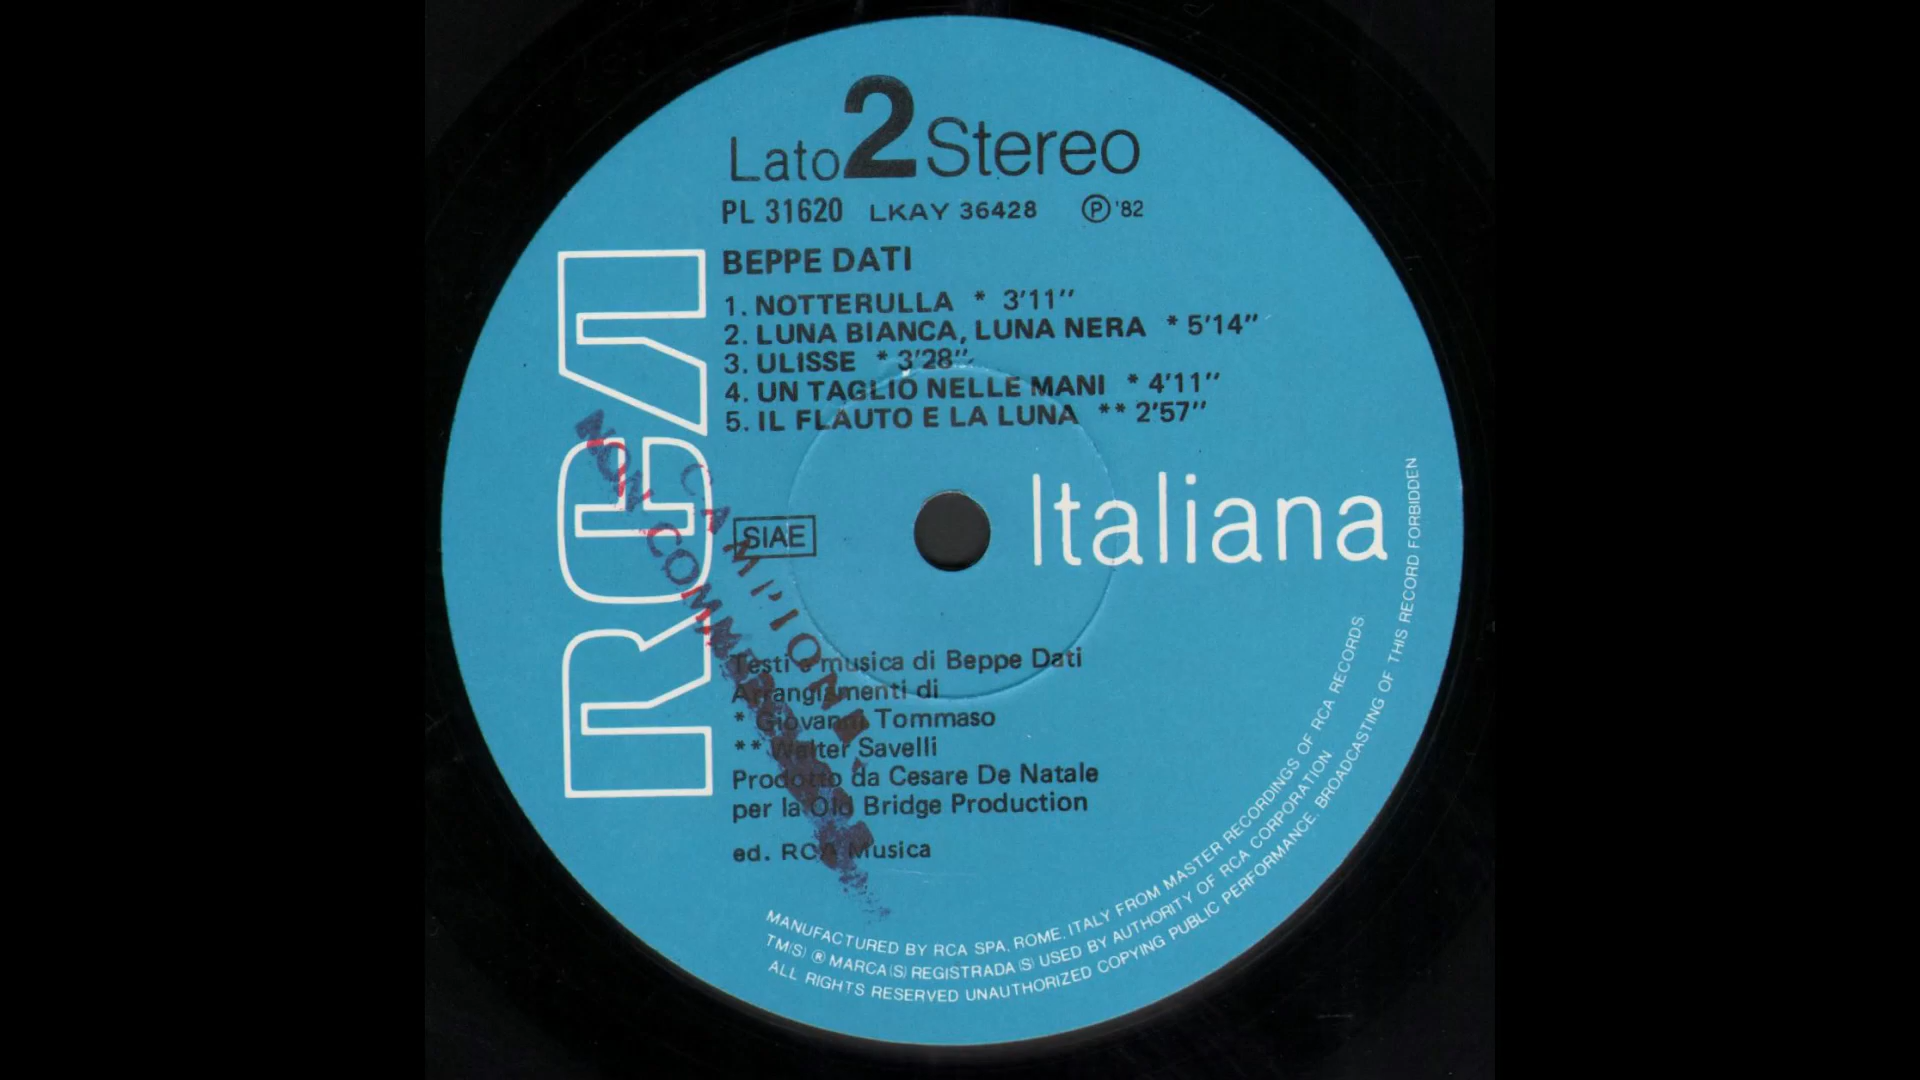 Lato 2 Stereo
PL 31620 LKAY 36428 Ⓟ '82
BEPPE DATI
1. NOTTERULLA * 3'11''
2. LUNA BIANCA, LUNA NERA * 5'14''
3. ULISSE * 3'28''
4. UN TAGLIO NELLE MANI * 4'11''
5. IL FLAUTO E LA LUNA ** 2'57''
RCA
Italiana
SIAE
CAMPIONE
NON COMM
Testi e musica di Beppe Dati
Arrangiamenti di
* Giovanni Tommaso
** Walter Savelli
Prodotto da Cesare De Natale
per la Old Bridge Production
ed. RCA Musica
MANUFACTURED BY RCA SPA. ROME. ITALY FROM MASTER RECORDINGS OF RCA RECORDS
TM(S) ® MARCA(S) REGISTRADA(S) USED BY AUTHORITY OF RCA CORPORATION
ALL RIGHTS RESERVED UNAUTHORIZED COPYING PUBLIC PERFORMANCE. BROADCASTING OF THIS RECORD FORBIDDEN